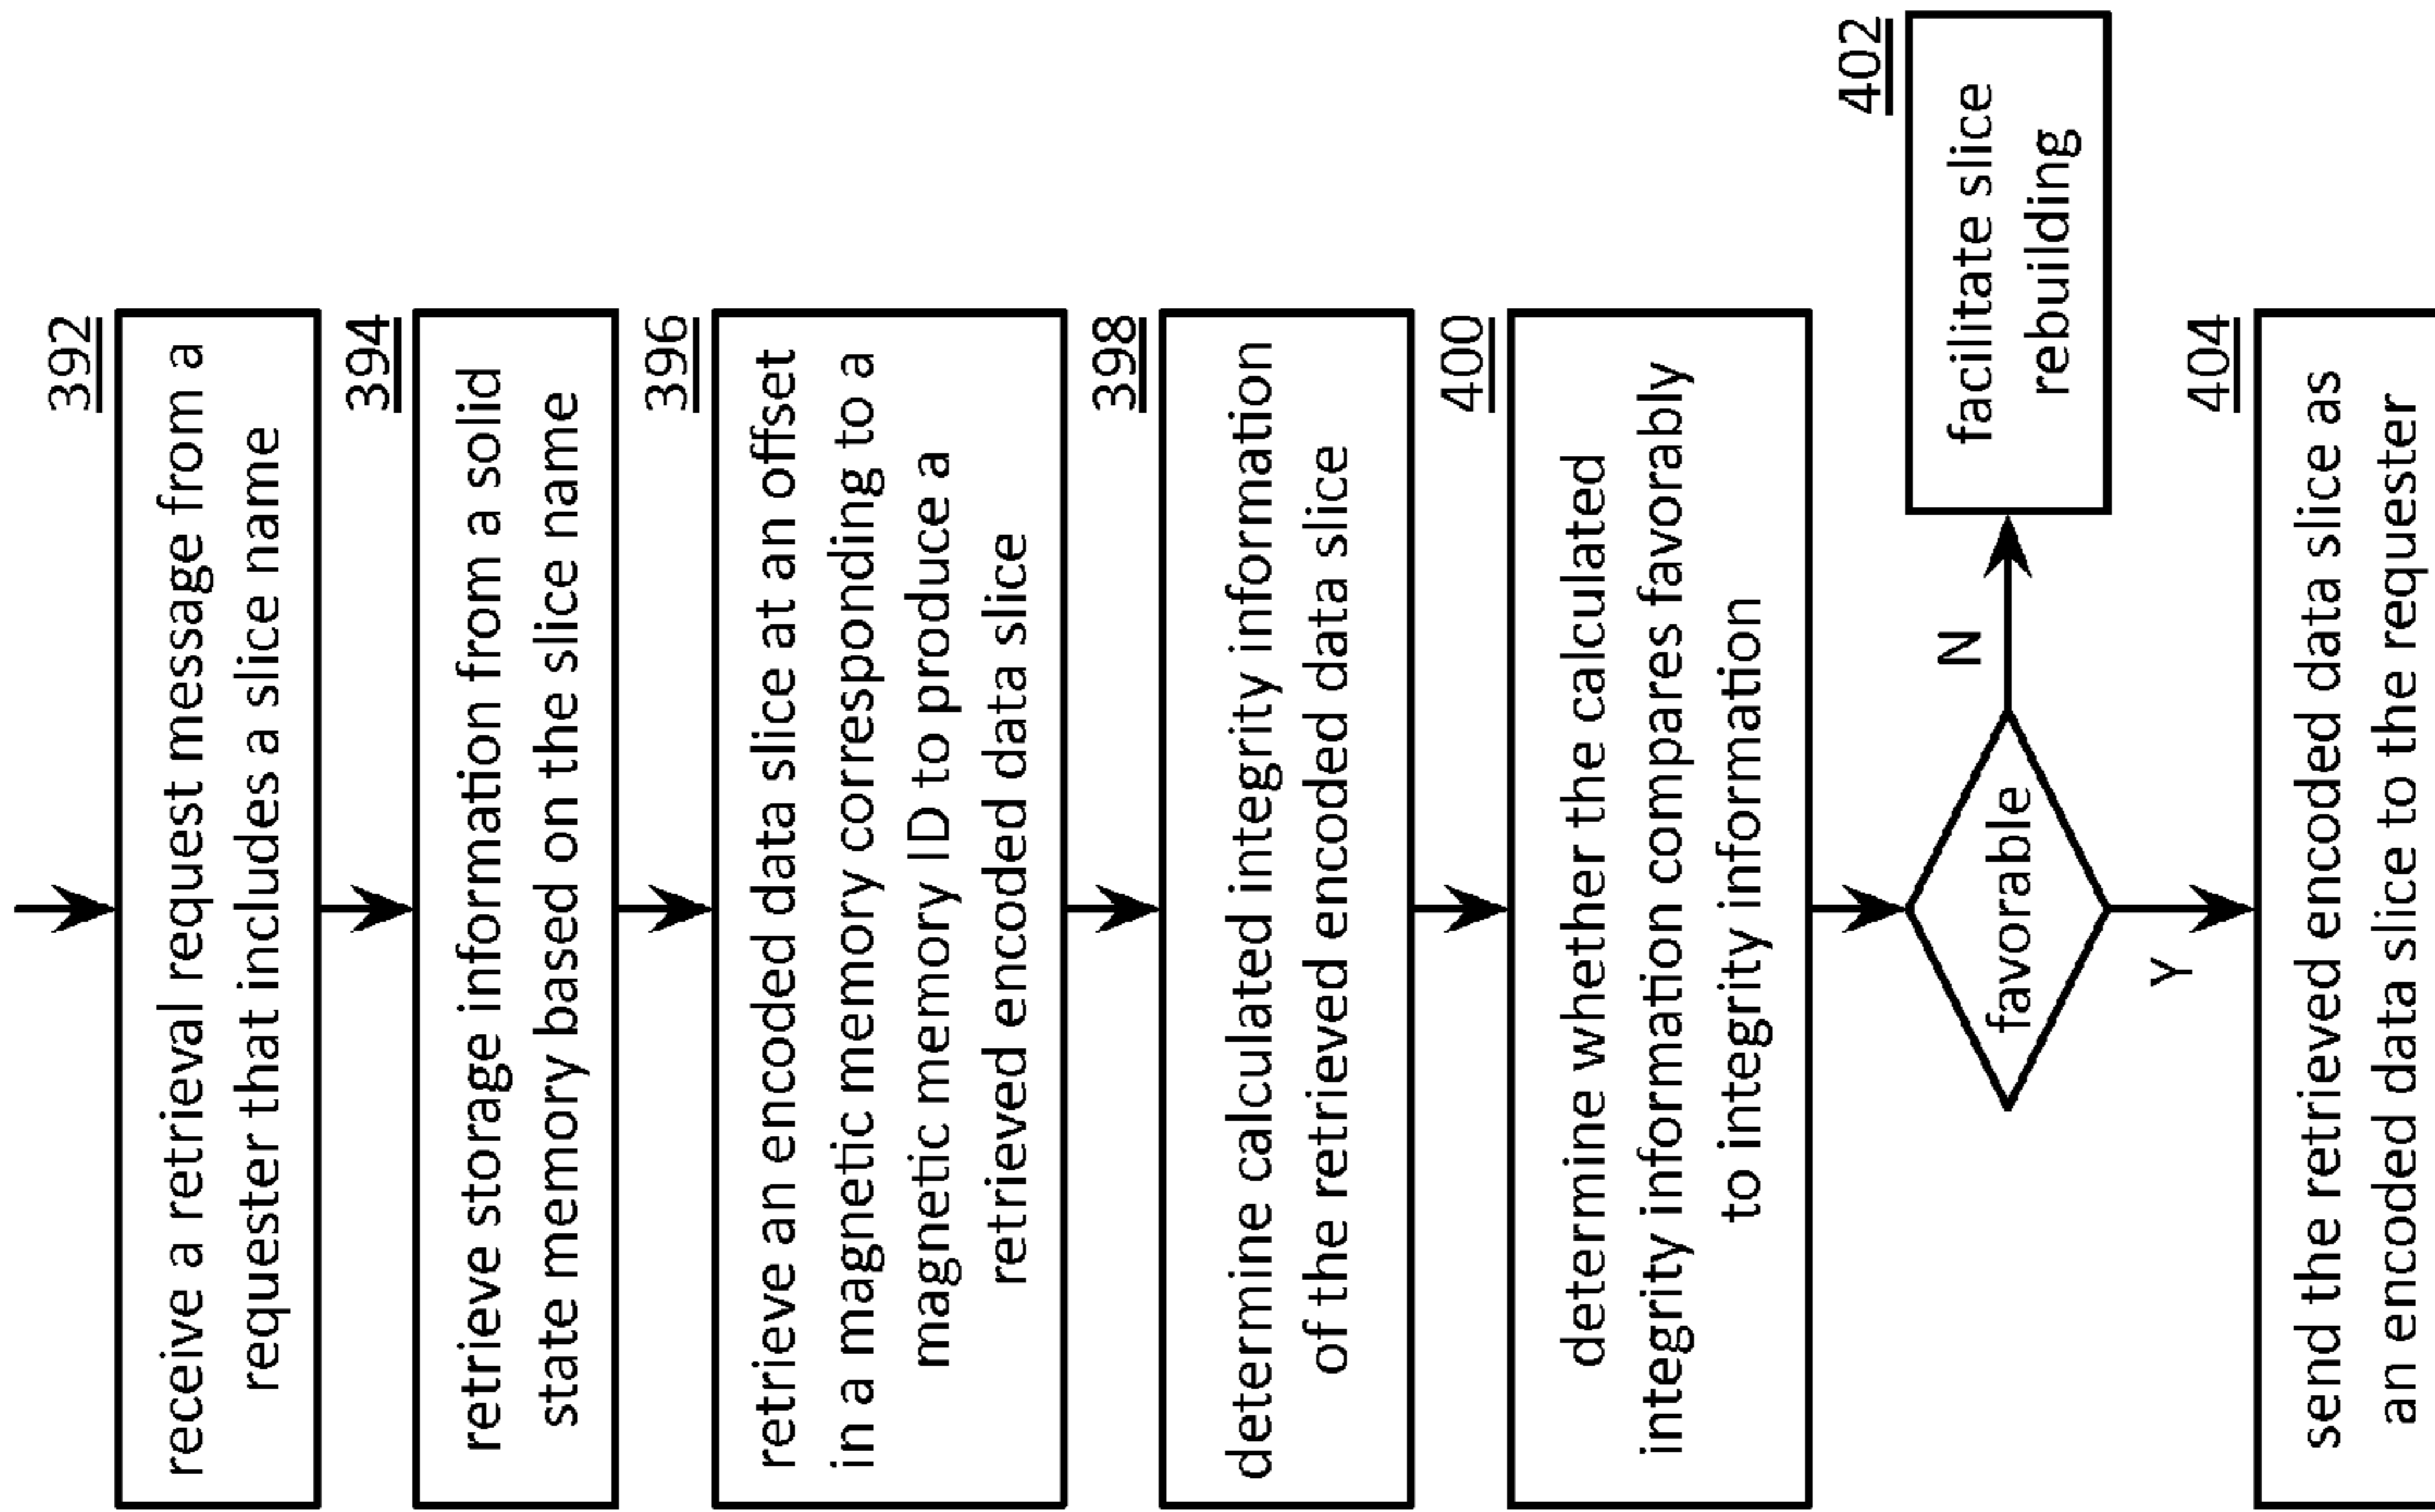 392
receive a retrieval request message from a
requester that includes a slice name
394
retrieve storage information from a solid
state memory based on the slice name
396
retrieve an encoded data slice at an offset
in a magnetic memory corresponding to a
magnetic memory ID to produce a
retrieved encoded data slice
398
determine calculated integrity information
of the retrieved encoded data slice
400
determine whether the calculated
integrity information compares favorably
to integrity information
favorable
N
402
facilitate slice
rebuilding
Y
404
send the retrieved encoded data slice as
an encoded data slice to the requester